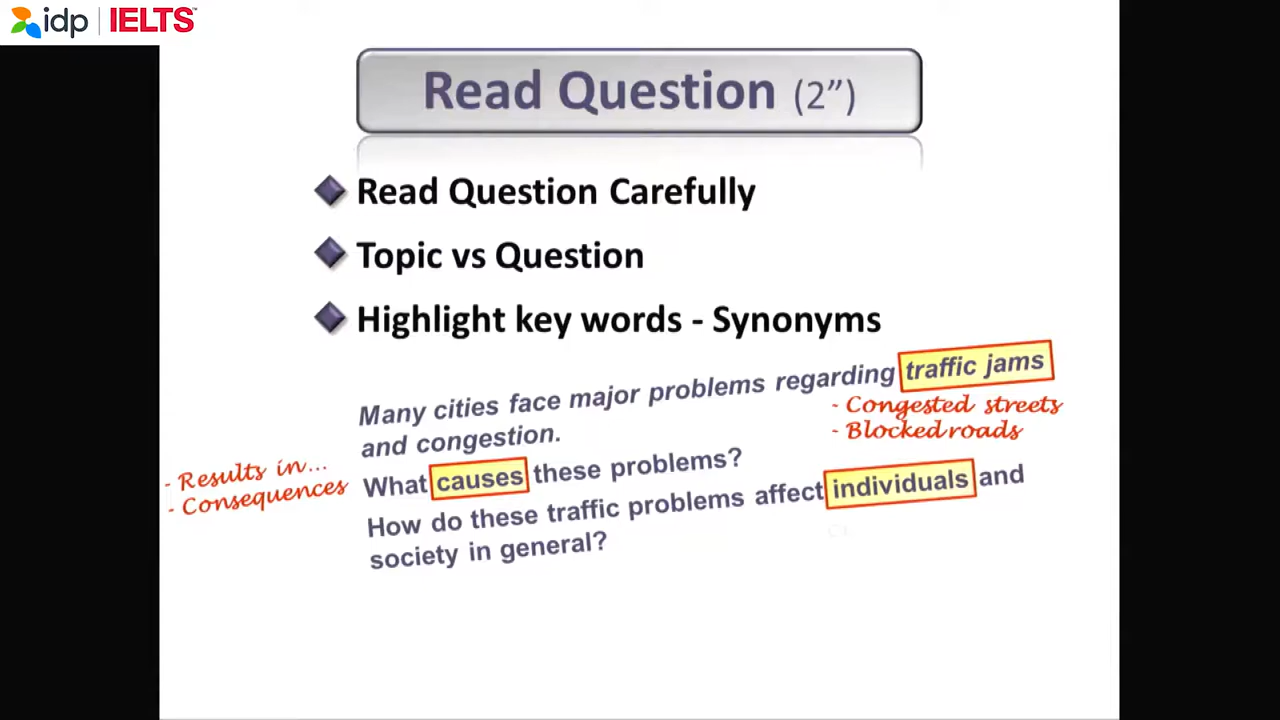 idp | IELTS™
Read Question (2”)
Read Question Carefully
Topic vs Question
Highlight key words - Synonyms
Many cities face major problems regarding traffic jams
- Congested streets
and congestion.
- Blocked roads
What causes these problems?
- Results in...
- Consequences
How do these traffic problems affect individuals and
society in general?